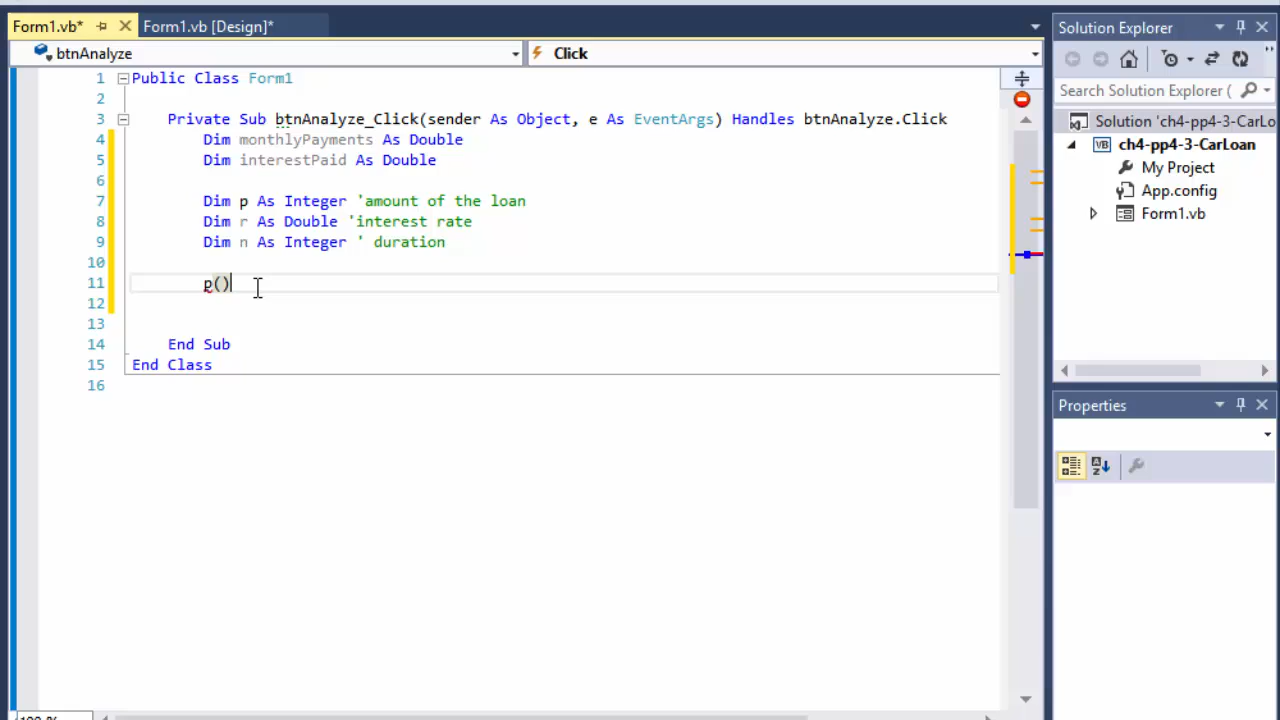 Form1.vb* Form1.vb [Design]*
btnAnalyze Click
1 Public Class Form1
2
3 Private Sub btnAnalyze_Click(sender As Object, e As EventArgs) Handles btnAnalyze.Click
4 Dim monthlyPayments As Double
5 Dim interestPaid As Double
6
7 Dim p As Integer 'amount of the loan
8 Dim r As Double 'interest rate
9 Dim n As Integer ' duration
10
11 p()
12
13
14 End Sub
15 End Class
16
Solution Explorer
Search Solution Explorer (
Solution 'ch4-pp4-3-CarLo
VB ch4-pp4-3-CarLoan
My Project
App.config
Form1.vb
Properties